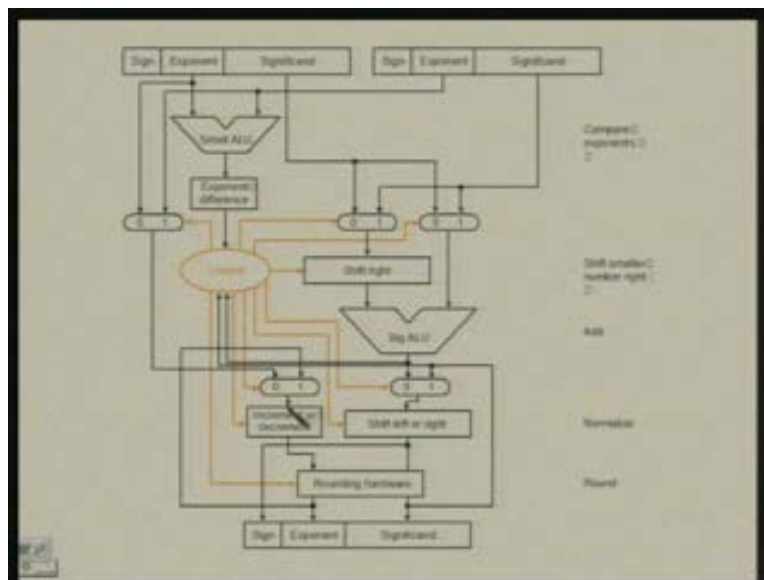 Sign Exponent Significand
Sign Exponent Significand
Compare
exponents
Small ALU
Exponent
difference
0 1
0 1
0 1
Control
Shift right
Shift smaller
number right
Big ALU
Add
0 1
0 1
Increment or
decrement
Shift left or right
Normalize
Rounding hardware
Round
Sign Exponent Significand